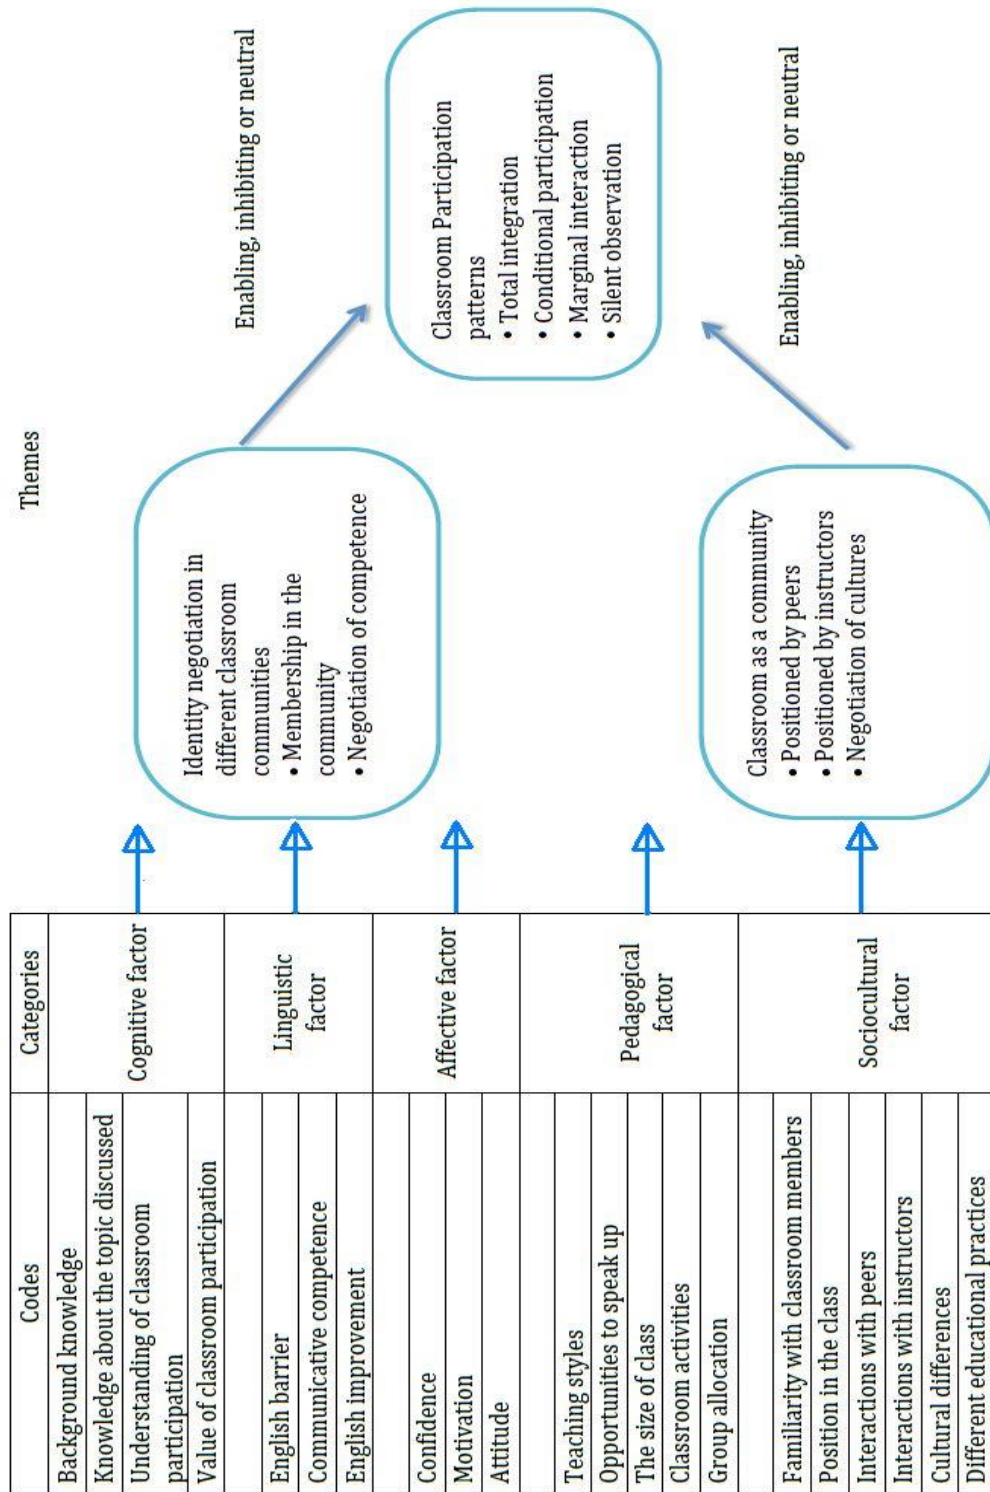 Codes
Categories
Themes
Background knowledge
Knowledge about the topic discussed
Understanding of classroom
participation
Value of classroom participation
Cognitive factor
English barrier
Communicative competence
English improvement
Linguistic
factor
Confidence
Motivation
Attitude
Affective factor
Teaching styles
Opportunities to speak up
The size of class
Classroom activities
Group allocation
Pedagogical
factor
Familiarity with classroom members
Position in the class
Interactions with peers
Interactions with instructors
Cultural differences
Different educational practices
Sociocultural
factor
Identity negotiation in
different classroom
communities
• Membership in the
community
• Negotiation of competence
Classroom as a community
• Positioned by peers
• Positioned by instructors
• Negotiation of cultures
Enabling, inhibiting or neutral
Classroom Participation
patterns
• Total integration
• Conditional participation
• Marginal interaction
• Silent observation
Enabling, inhibiting or neutral